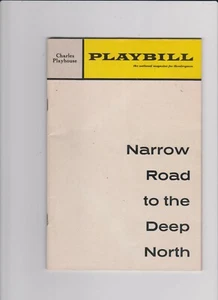 Charles
Playhouse
PLAYBILL
the national magazine for theatregoers
Narrow
Road
to the
Deep
North